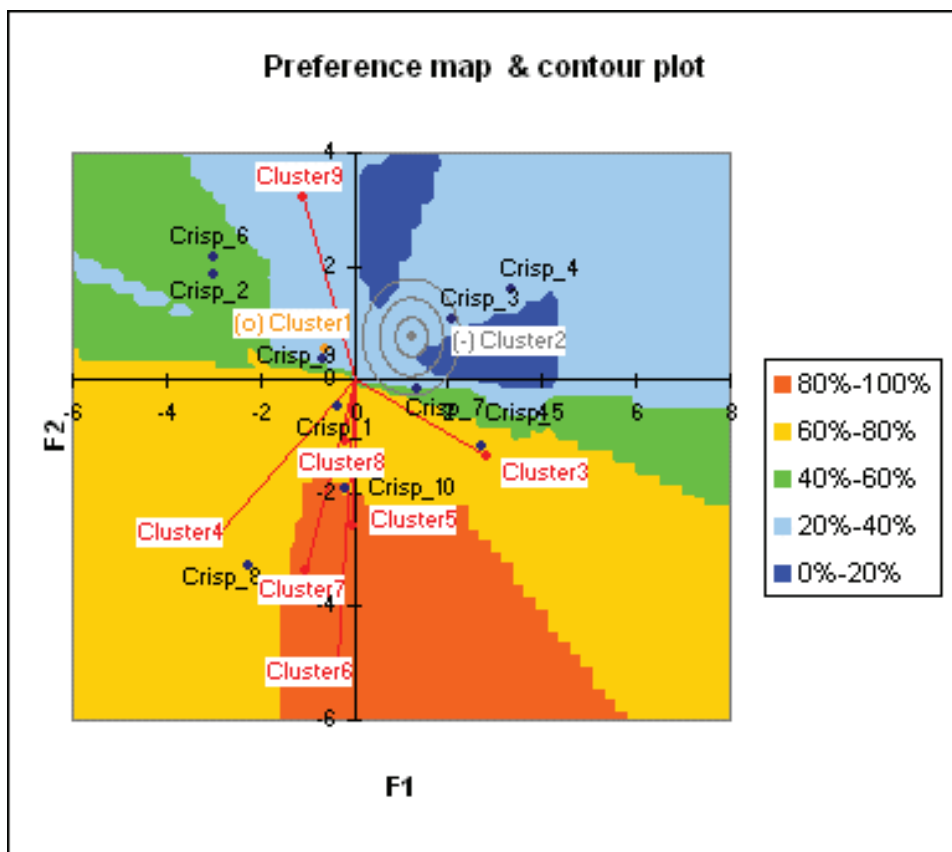 Preference map & contour plot
4
Cluster9
Crisp_6
2
Crisp_4
Crisp_2
Crisp_3
(o) Cluster1
(-) Cluster2
Crisp_9
0
-6 -4 -2 0 4 6 8
Crisp_7
Crisp_1
Cluster8
Cluster3
-2
Crisp_10
Cluster4
Cluster5
Crisp_8
Cluster7
-4
Cluster6
-6
F2
F1
80%-100%
60%-80%
40%-60%
20%-40%
0%-20%